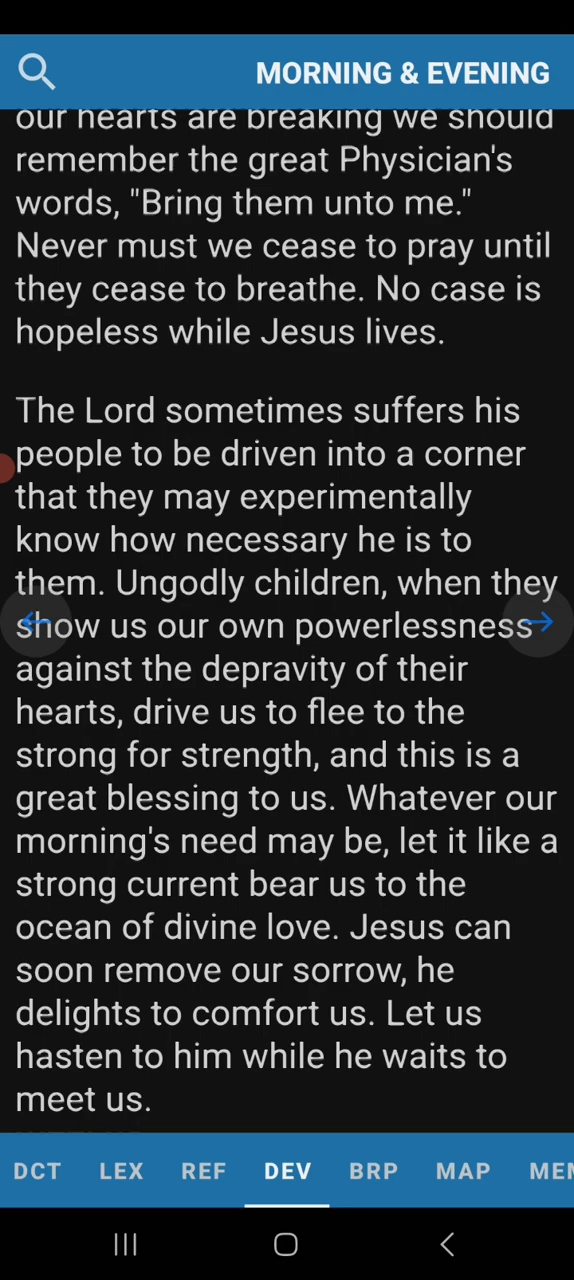 MORNING & EVENING
our hearts are breaking we should
remember the great Physician's
words, "Bring them unto me."
Never must we cease to pray until
they cease to breathe. No case is
hopeless while Jesus lives.
The Lord sometimes suffers his
people to be driven into a corner
that they may experimentally
know how necessary he is to
them. Ungodly children, when they
show us our own powerlessness
against the depravity of their
hearts, drive us to flee to the
strong for strength, and this is a
great blessing to us. Whatever our
morning's need may be, let it like a
strong current bear us to the
ocean of divine love. Jesus can
soon remove our sorrow, he
delights to comfort us. Let us
hasten to him while he waits to
meet us.
DCT LEX REF DEV BRP MAP